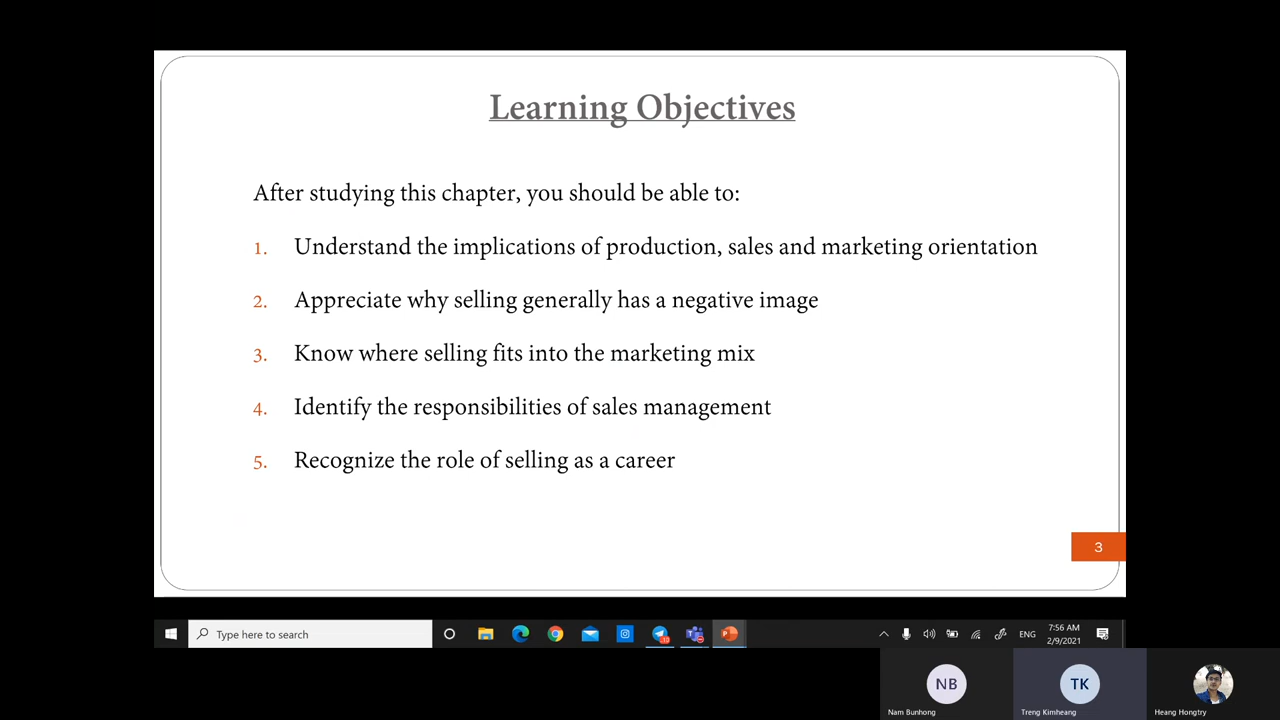 Learning Objectives
After studying this chapter, you should be able to:
1. Understand the implications of production, sales and marketing orientation
2. Appreciate why selling generally has a negative image
3. Know where selling fits into the marketing mix
4. Identify the responsibilities of sales management
5. Recognize the role of selling as a career
3
Type here to search
ENG
7:56 AM
2/9/2021
NB
TK
Nam Bunhong
Treng Kimheang
Heang Hongtry